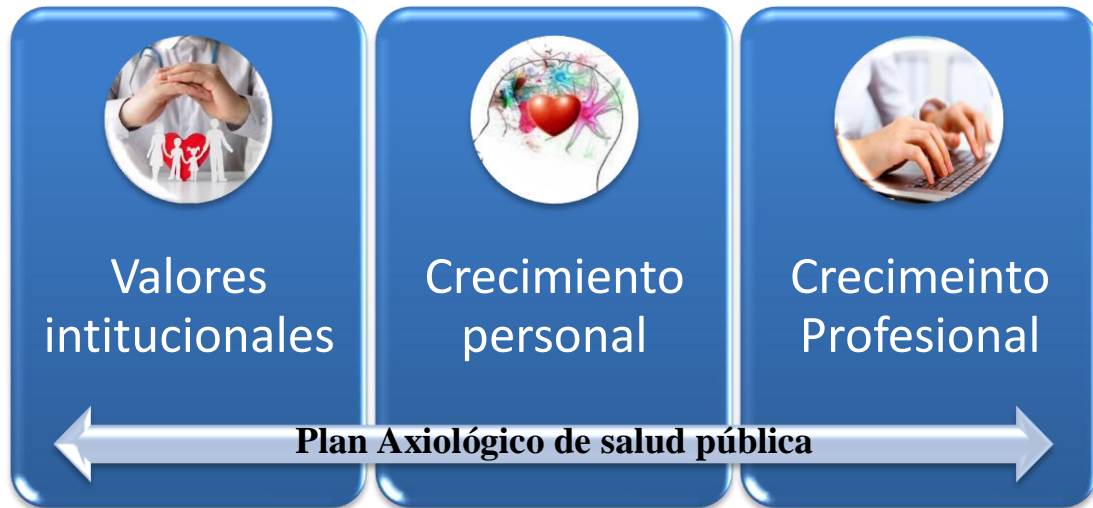 Valores
intitucionales
Crecimiento
personal
Crecimeinto
Profesional
Plan Axiológico de salud pública